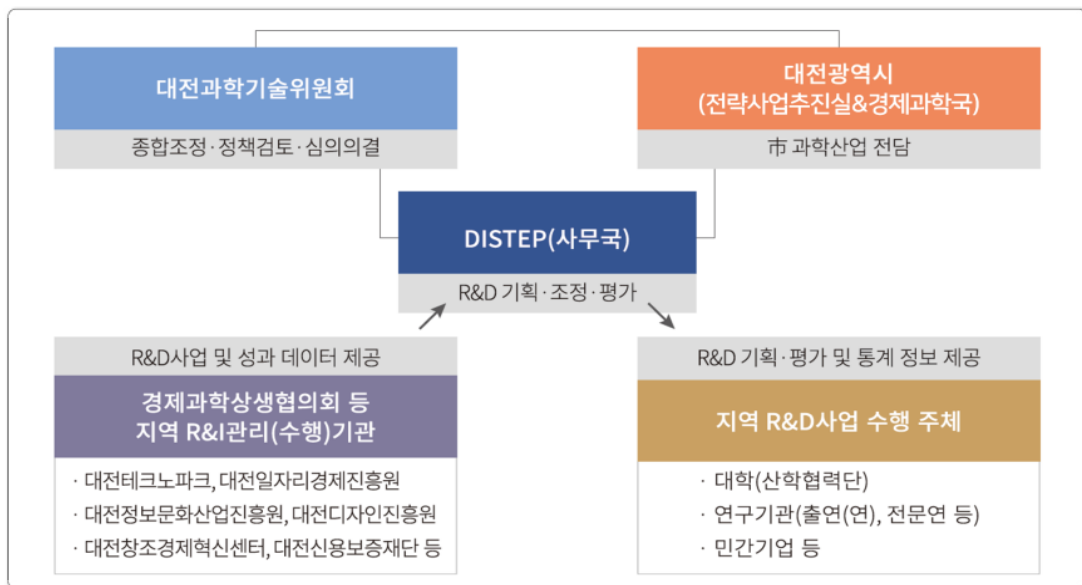 대전과학기술위원회
종합조정·정책검토·심의의결
대전광역시
(전략사업추진실&경제과학국)
市 과학산업 전담
DISTEP(사무국)
R&D 기획·조정·평가
R&D사업 및 성과 데이터 제공
경제과학상생협의회 등
지역 R&I관리(수행)기관
· 대전테크노파크, 대전일자리경제진흥원
· 대전정보문화산업진흥원, 대전디자인진흥원
· 대전창조경제혁신센터, 대전신용보증재단 등
R&D 기획·평가 및 통계 정보 제공
지역 R&D사업 수행 주체
· 대학(산학협력단)
· 연구기관(출연(연), 전문연 등)
· 민간기업 등